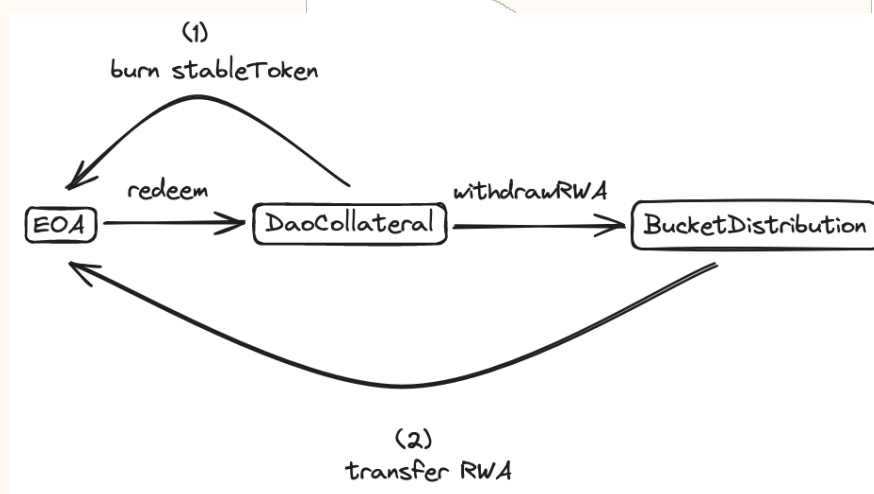 (1)
burn stableToken
redeem
withdrawRWA
EOA
DaoCollateral
BucketDistribution
(2)
transfer RWA